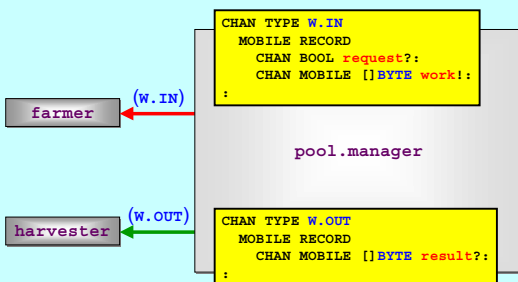 CHAN TYPE W.IN
MOBILE RECORD
CHAN BOOL request?:
CHAN MOBILE []BYTE work!:
:
(W.IN)
farmer
pool.manager
(W.OUT)
harvester
CHAN TYPE W.OUT
MOBILE RECORD
CHAN MOBILE []BYTE result?:
: